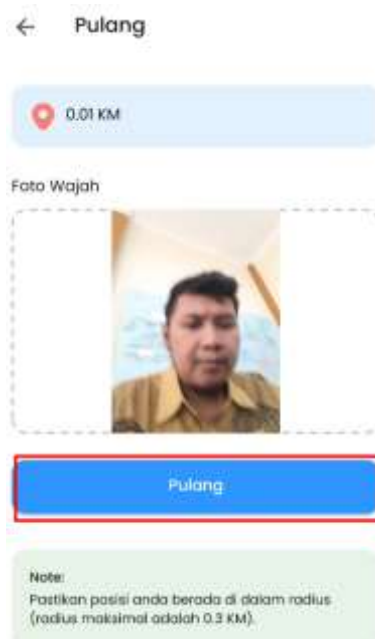 Pulang
0.01 KM
Foto Wajah
Pulang
Note:
Pastikan posisi anda berada di dalam radius
(radius maksimal adalah 0.3 KM).